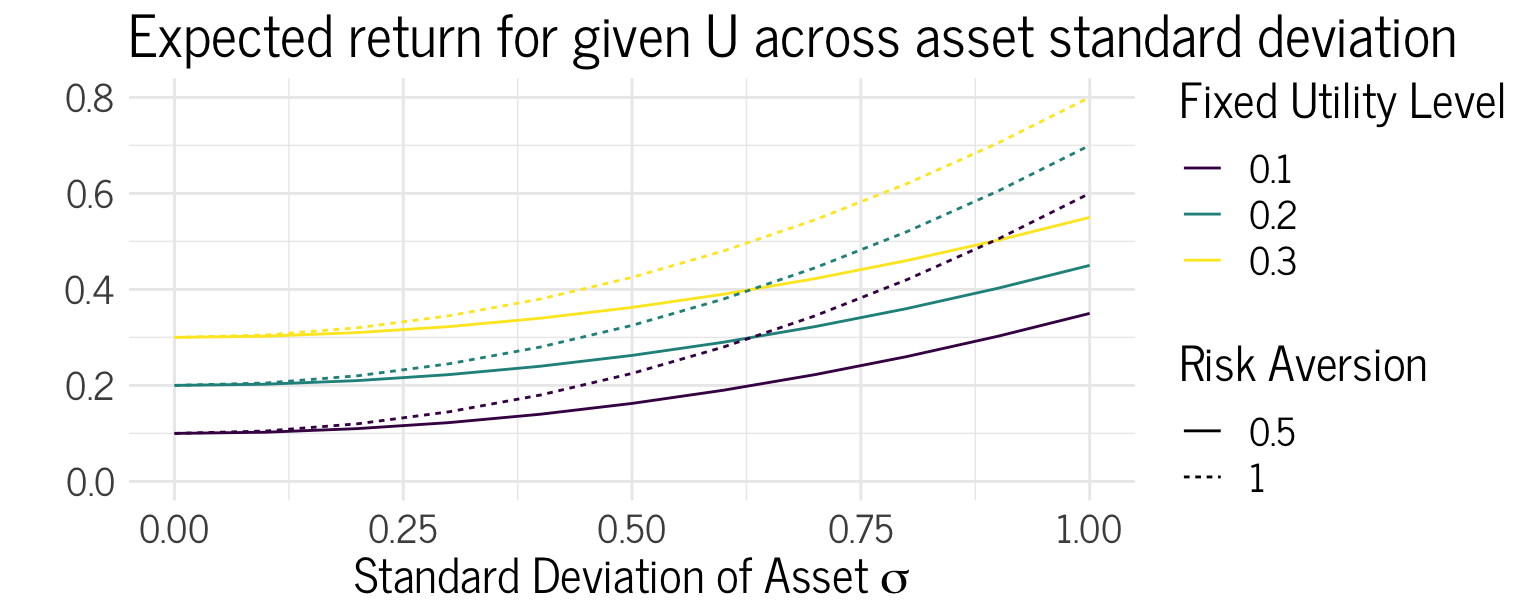 Expected return for given U across asset standard deviation
0.8
0.6
0.4
0.2
0.0
0.00 0.25 0.50 0.75 1.00
Standard Deviation of Asset σ
Fixed Utility Level
0.1
0.2
0.3
Risk Aversion
0.5
1